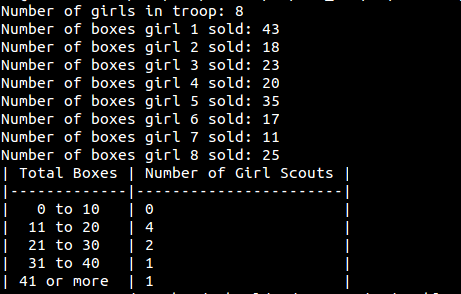 Number of girls in troop: 8
Number of boxes girl 1 sold: 43
Number of boxes girl 2 sold: 18
Number of boxes girl 3 sold: 23
Number of boxes girl 4 sold: 20
Number of boxes girl 5 sold: 35
Number of boxes girl 6 sold: 17
Number of boxes girl 7 sold: 11
Number of boxes girl 8 sold: 25
| Total Boxes | Number of Girl Scouts |
|-------------|-----------------------|
|   0 to 10   | 0                     |
|  11 to 20   | 4                     |
|  21 to 30   | 2                     |
|  31 to 40   | 1                     |
| 41 or more  | 1                     |